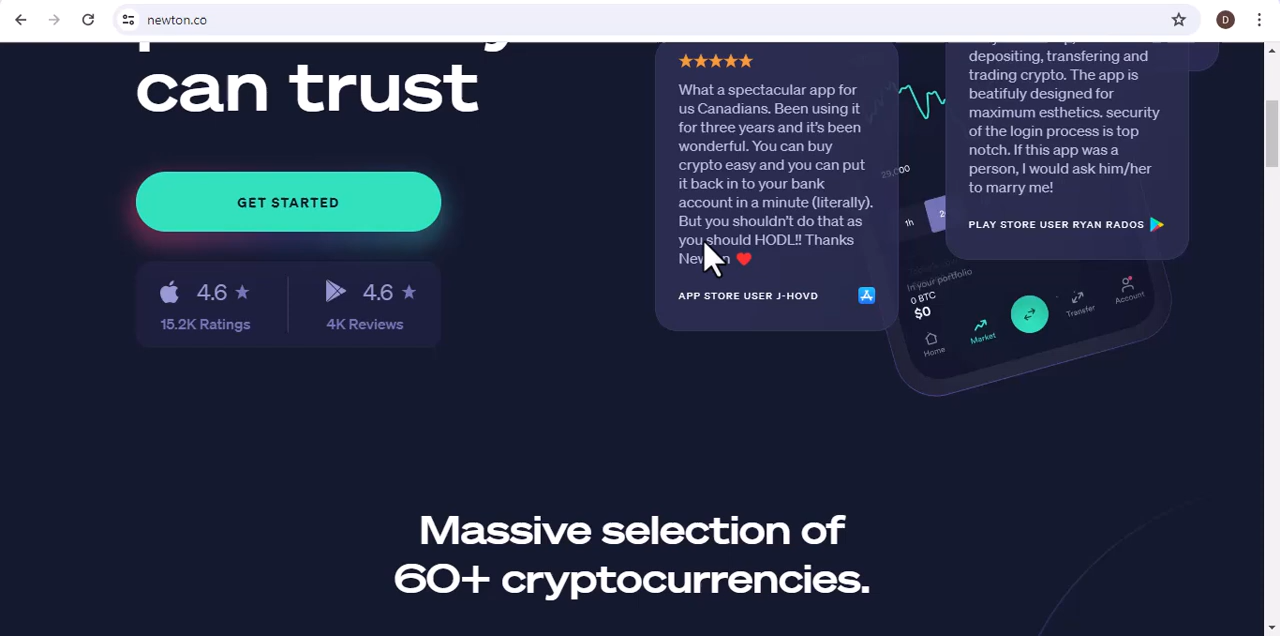 newton.co
D
can trust
GET STARTED
4.6 ★
15.2K Ratings
4.6 ★
4K Reviews
★★★★★
What a spectacular app for
us Canadians. Been using it
for three years and it's been
wonderful. You can buy
crypto easy and you can put
it back in to your bank
account in a minute (literally).
But you shouldn't do that as
you should HODL!! Thanks
❤️
APP STORE USER J-HOVD
depositing, transfering and
trading crypto. The app is
beatifuly designed for
maximum esthetics. security
of the login process is top
notch. If this app was a
person, I would ask him/her
to marry me!
PLAY STORE USER RYAN RADOS
29,000
1h
In your portfolio
0 BTC
$0
Home
Market
Transfer
Account
Massive selection of
60+ cryptocurrencies.